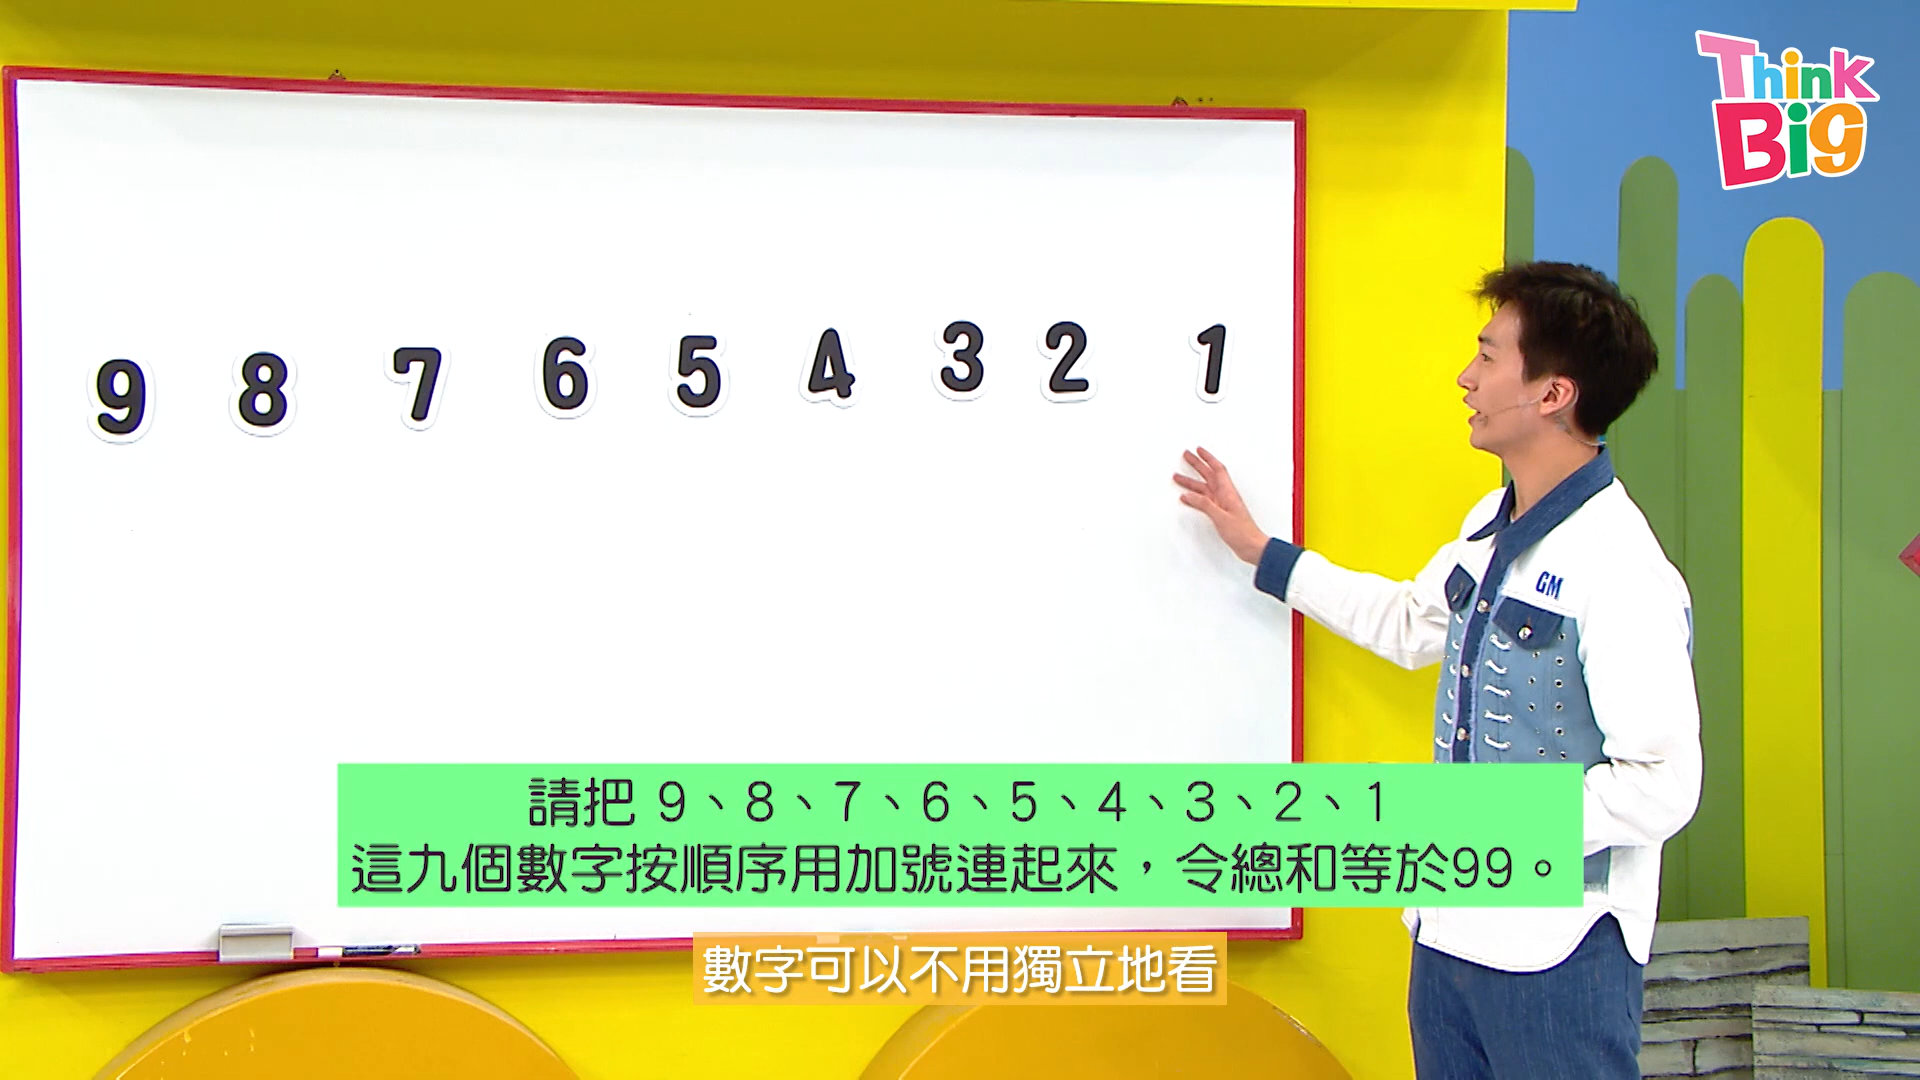 Think
Big
9 8 7 6 5 4 3 2 1
GM
請把 9、8、7、6、5、4、3、2、1
這九個數字按順序用加號連起來，令總和等於99。
數字可以不用獨立地看